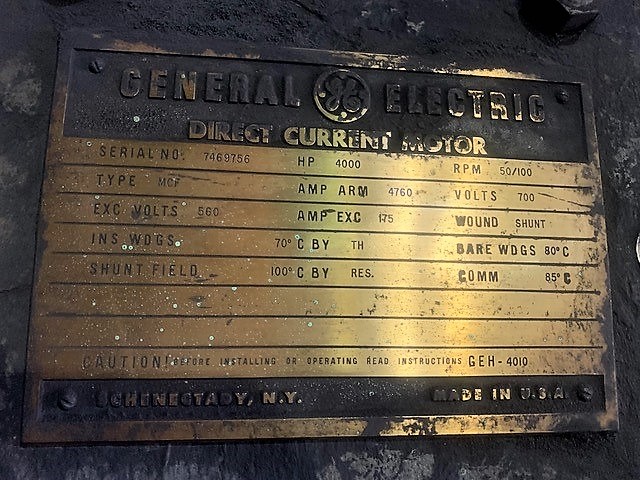 GENERAL GE ELECTRIC
DIRECT CURRENT MOTOR
SERIAL NO. 7469756 HP 4000 RPM 50/100
TYPE MCF AMP ARM 4760 VOLTS 700
EXC VOLTS 560 AMP EXC 175 WOUND SHUNT
INS WDGS 70° C BY TH BARE WDGS 80° C
SHUNT FIELD 100° C BY RES. COMM 85° C
CAUTION! BEFORE INSTALLING OR OPERATING READ INSTRUCTIONS GEH-4010
SCHENECTADY, N.Y. MADE IN U.S.A.